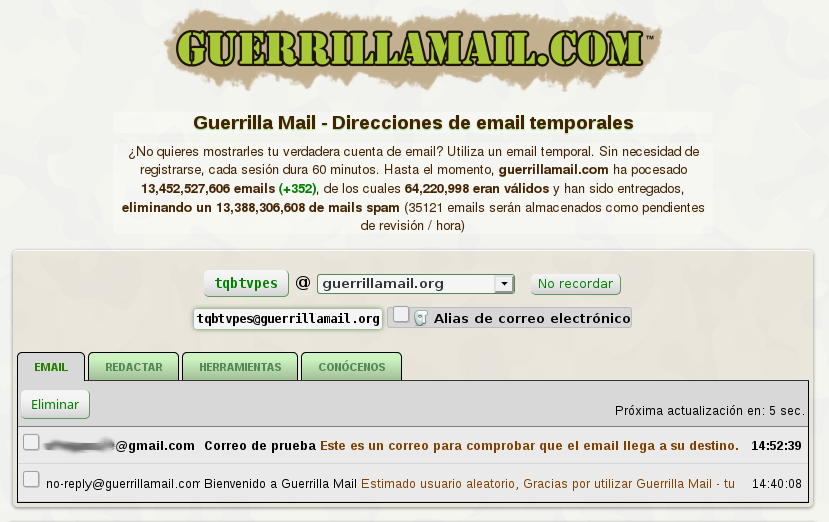 GUERRILLAMAIL.COM™
Guerrilla Mail - Direcciones de email temporales
¿No quieres mostrarles tu verdadera cuenta de email? Utiliza un email temporal. Sin necesidad de
registrarse, cada sesión dura 60 minutos. Hasta el momento, guerrillamail.com ha pocesado
13,452,527,606 emails (+352), de los cuales 64,220,998 eran válidos y han sido entregados,
eliminando un 13,388,306,608 de mails spam (35121 emails serán almacenados como pendientes
de revisión / hora)
tqbtvpes @ guerrillamail.org No recordar
tqbtvpes@guerrillamail.org Alias de correo electrónico
EMAIL REDACTAR HERRAMIENTAS CONÓCENOS
Eliminar
Próxima actualización en: 5 sec.
@gmail.com Correo de prueba Este es un correo para comprobar que el email llega a su destino. 14:52:39
no-reply@guerrillamail.com Bienvenido a Guerrilla Mail Estimado usuario aleatorio, Gracias por utilizar Guerrilla Mail - tu 14:40:08